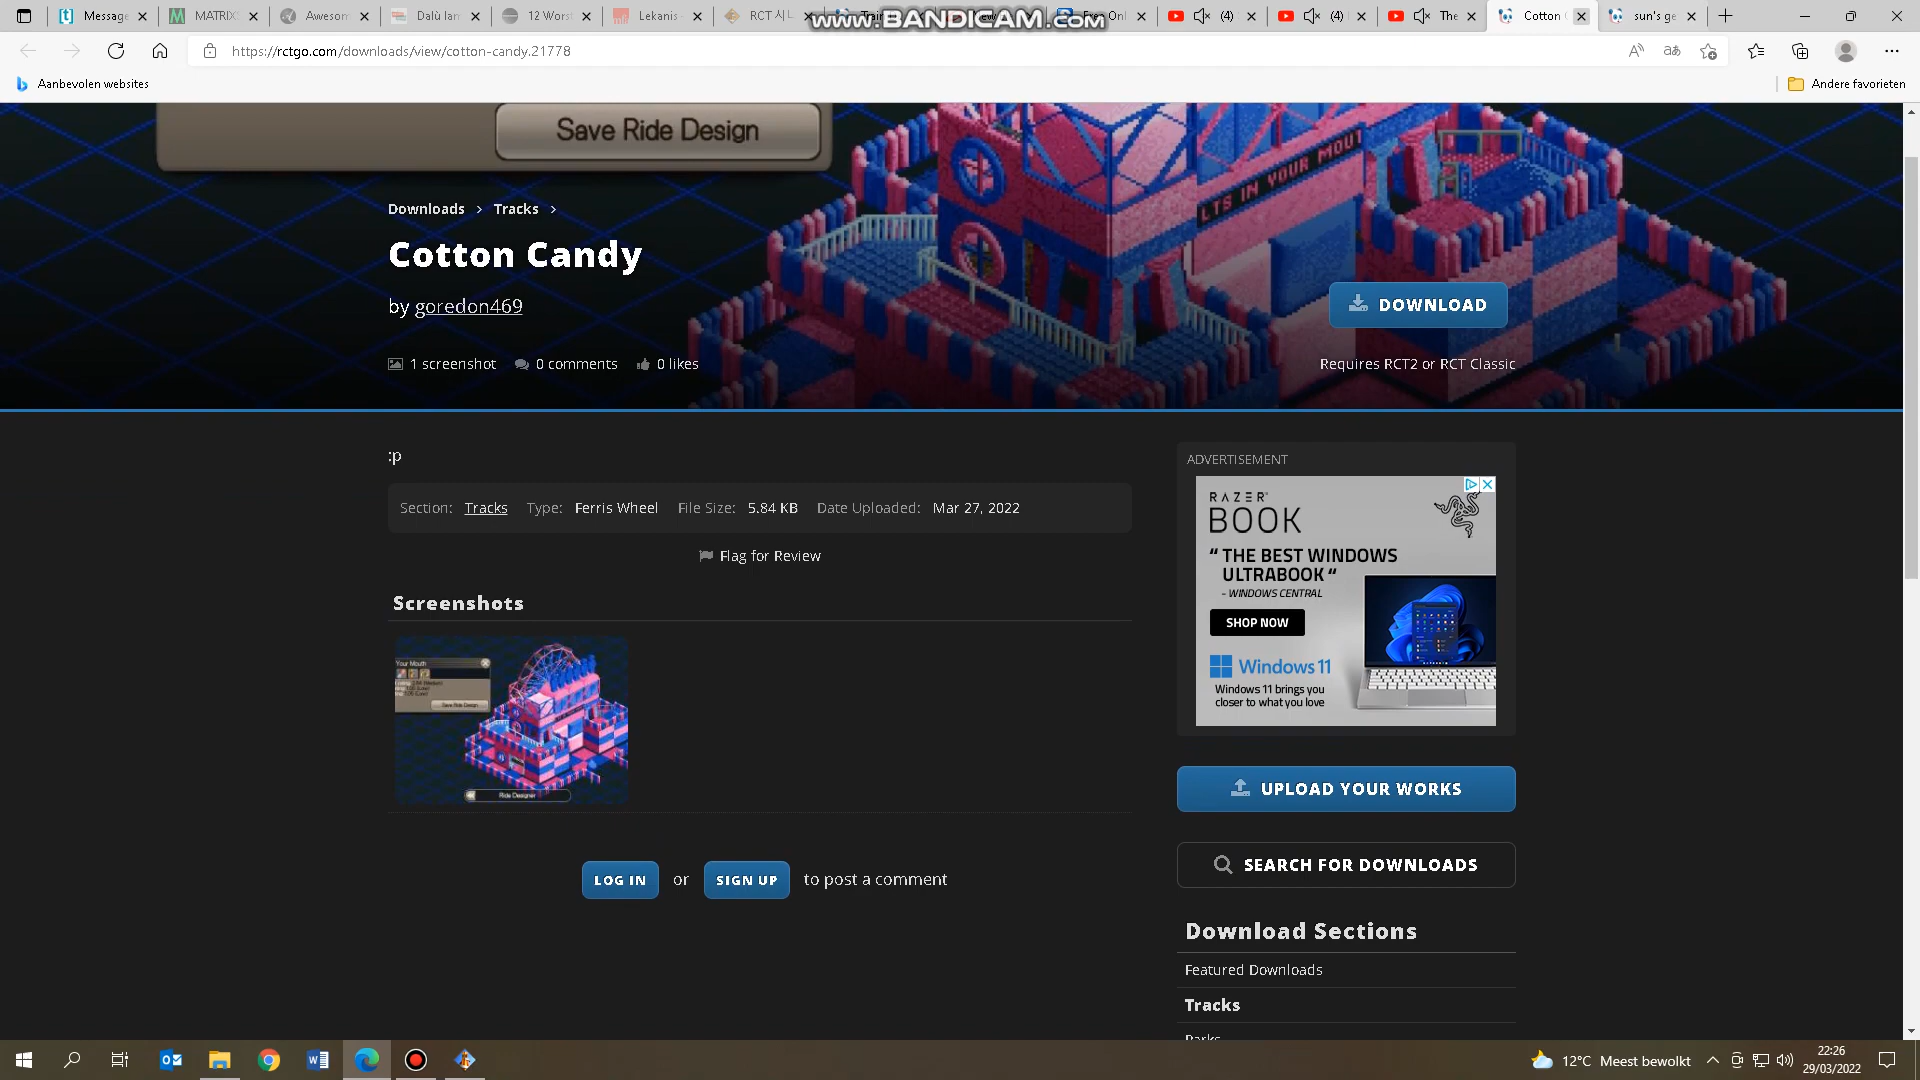 Message
MATRIX
Awesom
Dalù lan
12 Worst
Lekanis
RCT 시
(4)
(4)
The
Cotton
sun's ge
www.BANDICAM.com
https://rctgo.com/downloads/view/cotton-candy.21778
Aanbevolen websites
Andere favorieten
Save Ride Design
LTS IN YOUR MOUT
Downloads > Tracks >
Cotton Candy
by goredon469
DOWNLOAD
1 screenshot 0 comments 0 likes
Requires RCT2 or RCT Classic
:p
Section: Tracks Type: Ferris Wheel File Size: 5.84 KB Date Uploaded: Mar 27, 2022
Flag for Review
Screenshots
Your Mouth
Save Ride Design
Ride Designer
LOG IN or SIGN UP to post a comment
ADVERTISEMENT
RAZER
BOOK
“ THE BEST WINDOWS
ULTRABOOK “
- WINDOWS CENTRAL
SHOP NOW
Windows 11
Windows 11 brings you
closer to what you love
UPLOAD YOUR WORKS
SEARCH FOR DOWNLOADS
Download Sections
Featured Downloads
Tracks
Parks
12°C Meest bewolkt
22:26
29/03/2022